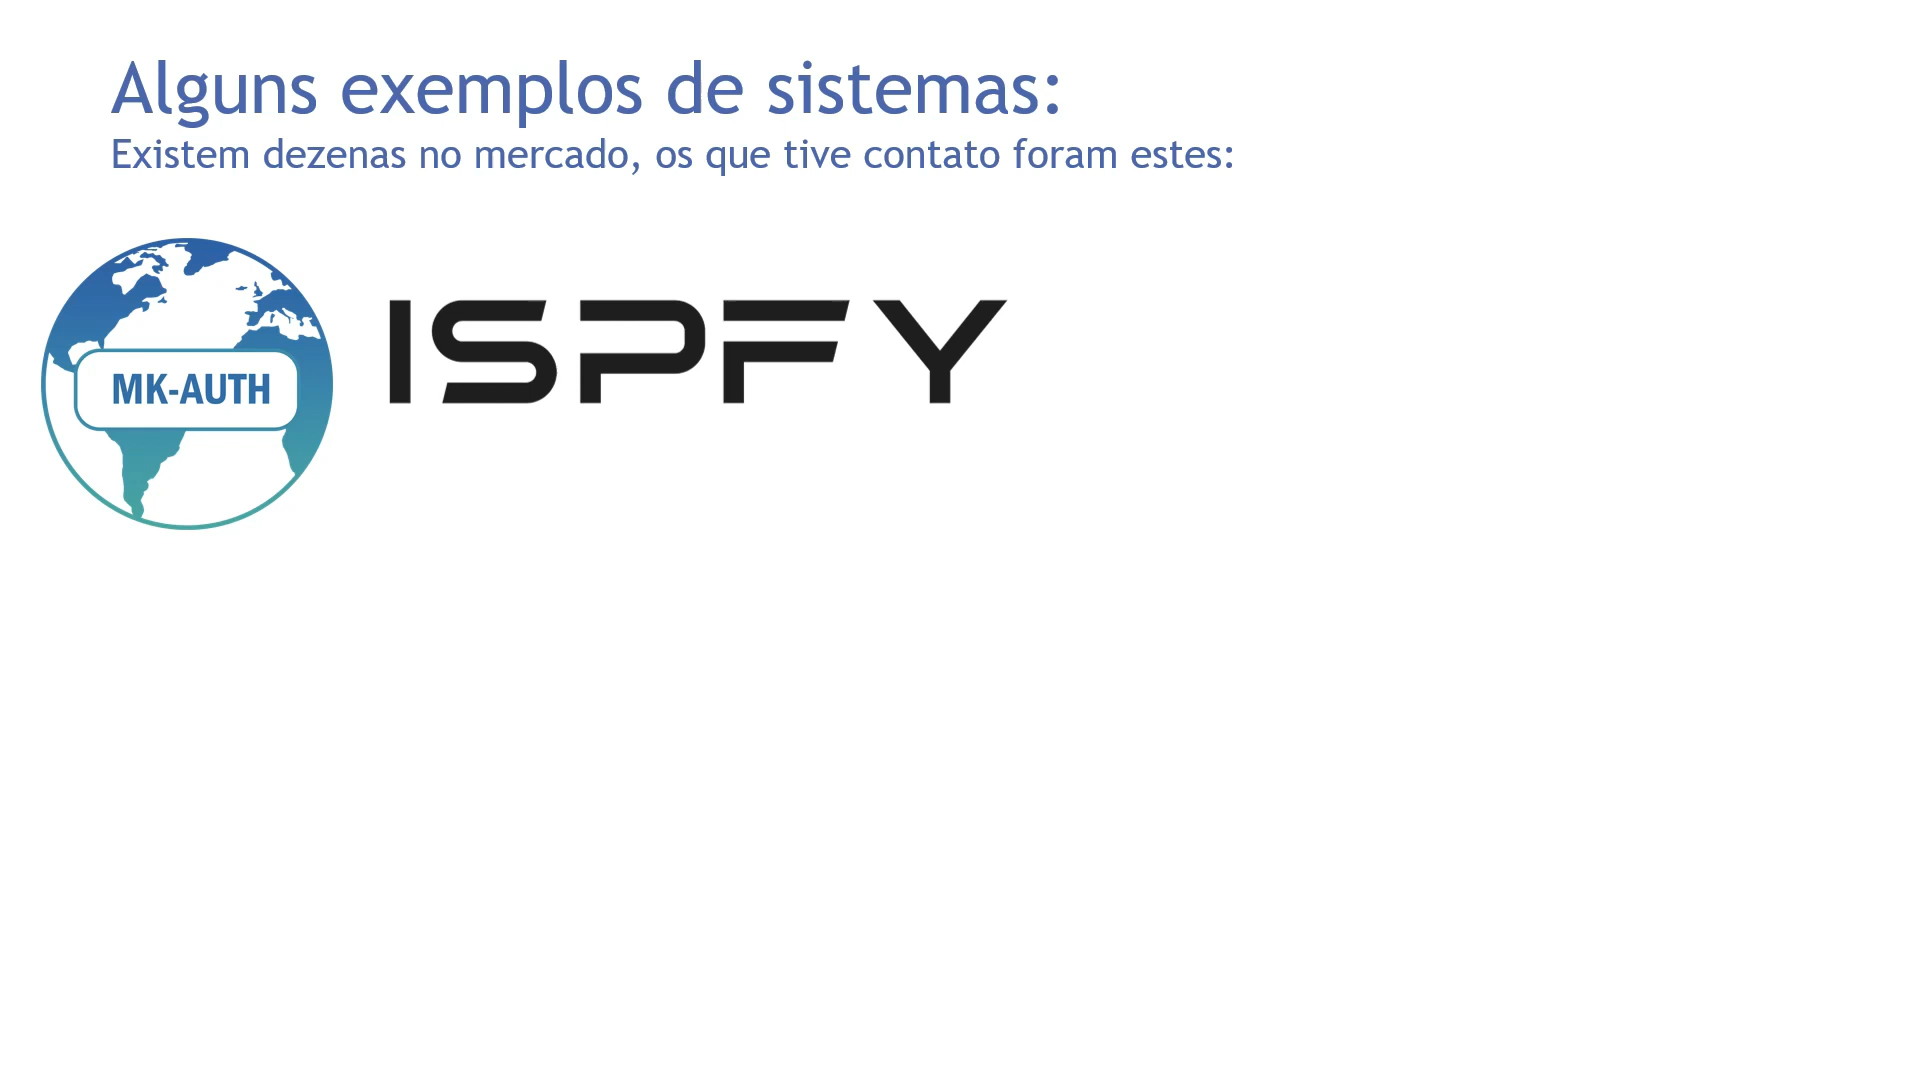 Alguns exemplos de sistemas:
Existem dezenas no mercado, os que tive contato foram estes:
MK-AUTH
ISPFY